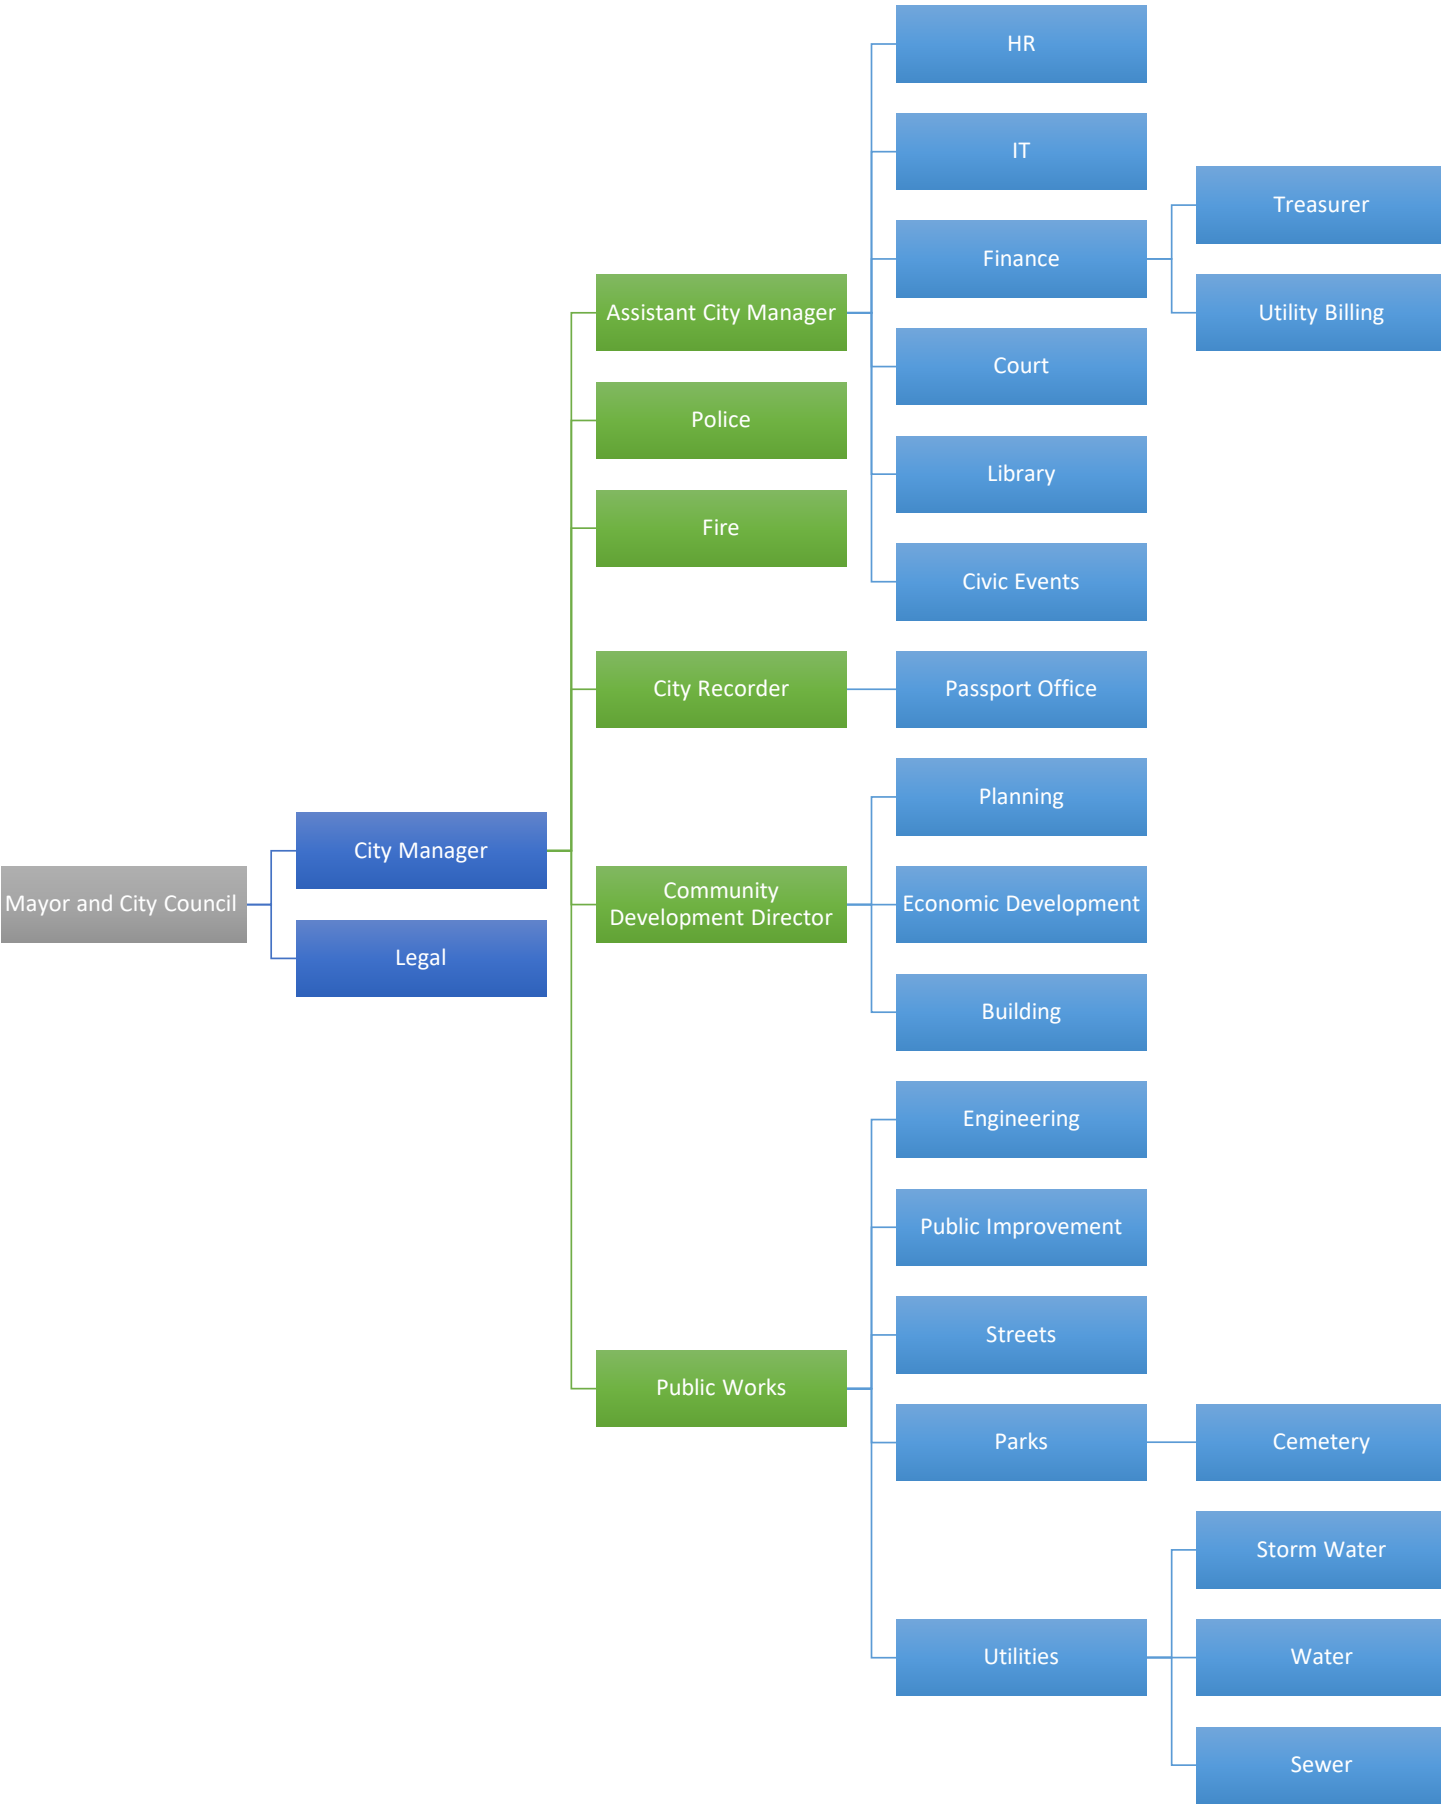 HR
IT
Treasurer
Finance
Utility Billing
Assistant City Manager
Court
Police
Library
Fire
Civic Events
City Recorder
Passport Office
Planning
City Manager
Mayor and City Council
Community
Development Director
Economic Development
Legal
Building
Engineering
Public Improvement
Streets
Public Works
Parks
Cemetery
Storm Water
Utilities
Water
Sewer